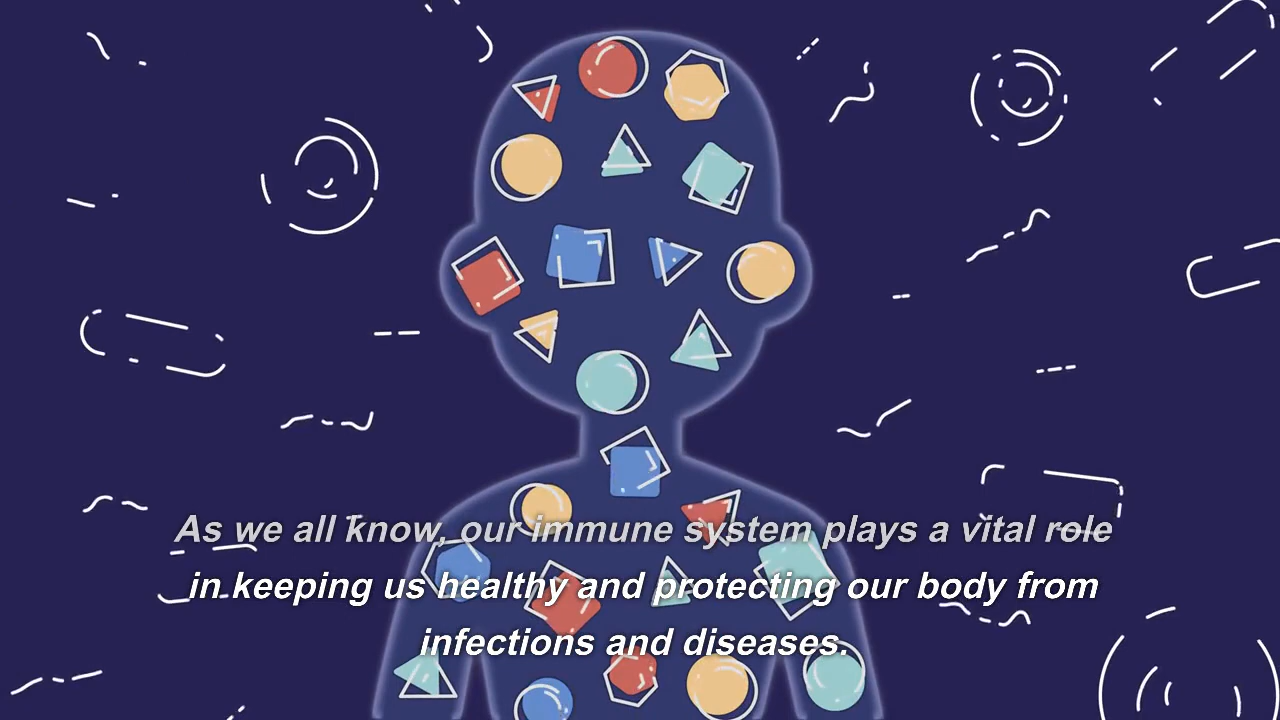 As we all know, our immune system plays a vital role
in keeping us healthy and protecting our body from
infections and diseases.